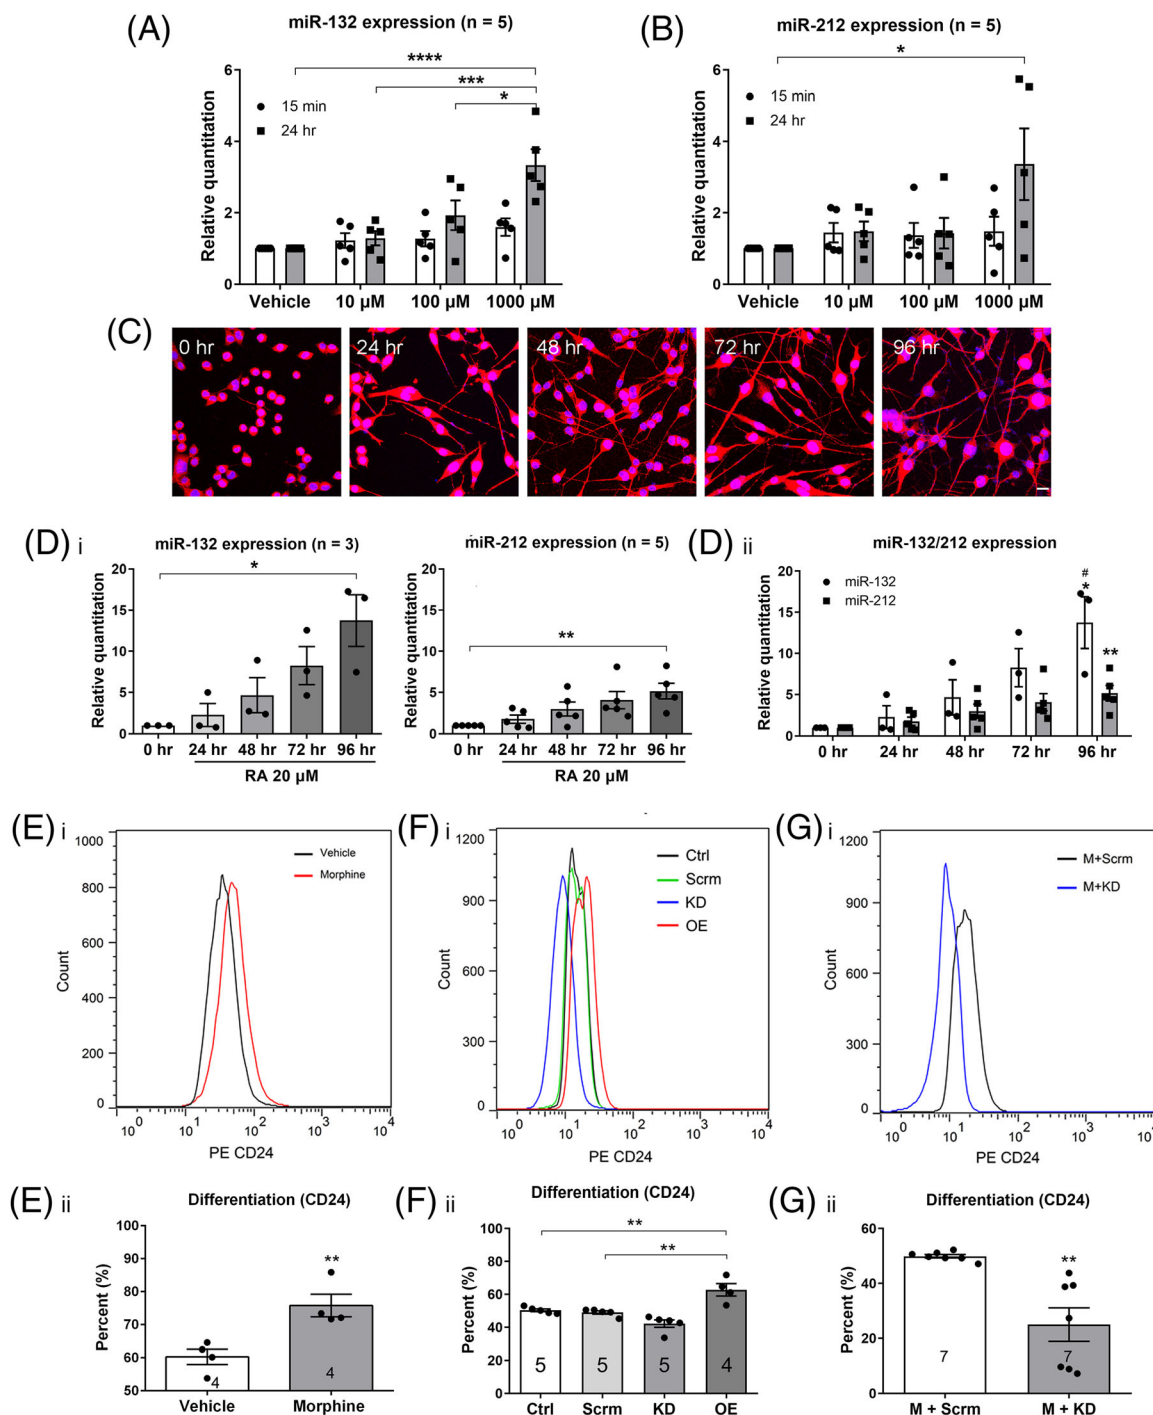 (A)
miR-132 expression (n = 5)
****
***
*
Relative quantitation
6
4
2
0
15 min
24 hr
Vehicle
10 µM
100 µM
1000 µM
(B)
miR-212 expression (n = 5)
*
Relative quantitation
6
4
2
0
15 min
24 hr
Vehicle
10 µM
100 µM
1000 µM
(C)
0 hr
24 hr
48 hr
72 hr
96 hr
(D) i
miR-132 expression (n = 3)
*
Relative quantitation
20
15
10
5
0
0 hr
24 hr
48 hr
72 hr
96 hr
RA 20 µM
miR-212 expression (n = 5)
**
Relative quantitation
20
15
10
5
0
0 hr
24 hr
48 hr
72 hr
96 hr
RA 20 µM
(D) ii
miR-132/212 expression
miR-132
miR-212
#
*
**
Relative quantitation
20
15
10
5
0
0 hr
24 hr
48 hr
72 hr
96 hr
(E) i
Vehicle
Morphine
Count
1000
800
600
400
200
0
10^0
10^1
10^2
10^3
10^4
PE CD24
(F) i
Ctrl
Scrm
KD
OE
Count
1200
900
600
300
0
10^0
10^1
10^2
10^3
10^4
PE CD24
(G) i
M+Scrm
M+KD
Count
1200
900
600
300
0
10^0
10^1
10^2
10^3
PE CD24
(E) ii
Differentiation (CD24)
**
Percent (%)
100
90
80
70
60
50
4
4
Vehicle
Morphine
(F) ii
Differentiation (CD24)
**
**
Percent (%)
100
80
60
40
20
0
5
5
5
4
Ctrl
Scrm
KD
OE
(G) ii
Differentiation (CD24)
**
Percent (%)
60
40
20
0
7
7
M + Scrm
M + KD